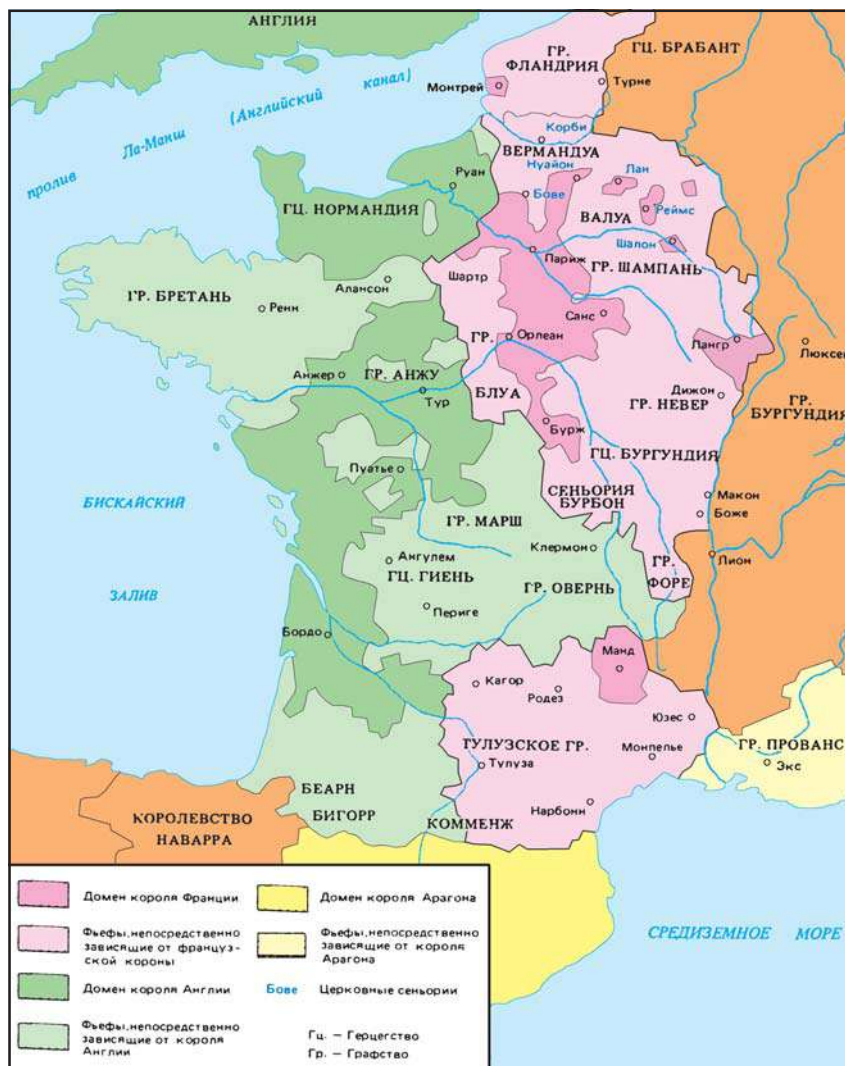 АНГЛИЯ
ГР.
ФЛАНДРИЯ
ГЦ. БРАБАНТ
Турне
Монтрей
пролив Ла-Манш (Английский канал)
Корби
ВЕРМАНДУА
Нуайон
Лан
Руан
Бове
ВАЛУА
Реймс
ГЦ. НОРМАНДИЯ
Шалон
Париж
ГР. ШАМПАНЬ
Шартр
Алансон
ГР. БРЕТАНЬ
Ренн
Санс
ГР.
Орлеан
Лангр
Люксен
Анжер
ГР. АНЖУ
Тур
БЛУА
Дижон
ГР. НЕВЕР
ГР.
БУРГУНДИЯ
Бурж
ГЦ. БУРГУНДИЯ
Пуатье
СЕНЬОРИЯ
БУРБОН
Макон
Боже
БИСКАЙСКИЙ
ЗАЛИВ
ГР. МАРШ
Клермон
Лион
Ангулем
ГР.
ФОРЕ
ГЦ. ГИЕНЬ
ГР. ОВЕРНЬ
Периге
Бордо
Манд
Кагор
Родез
Юзес
ТУЛУЗСКОЕ ГР.
Монпелье
ГР. ПРОВАНС
Тулуза
Экс
БЕАРН
Нарбонн
БИГОРР
КОММЕНЖ
КОРОЛЕВСТВО
НАВАРРА
СРЕДИЗЕМНОЕ МОРЕ
Домен короля Франции
Фьефы, непосредственно
зависящие от француз-
ской короны
Домен короля Англии
Фьефы, непосредственно
зависящие от короля
Англии
Домен короля Арагона
Фьефы, непосредственно
зависящие от короля
Арагона
Бове Церковные сеньории
Гц. — Герцегство
Гр. — Графство